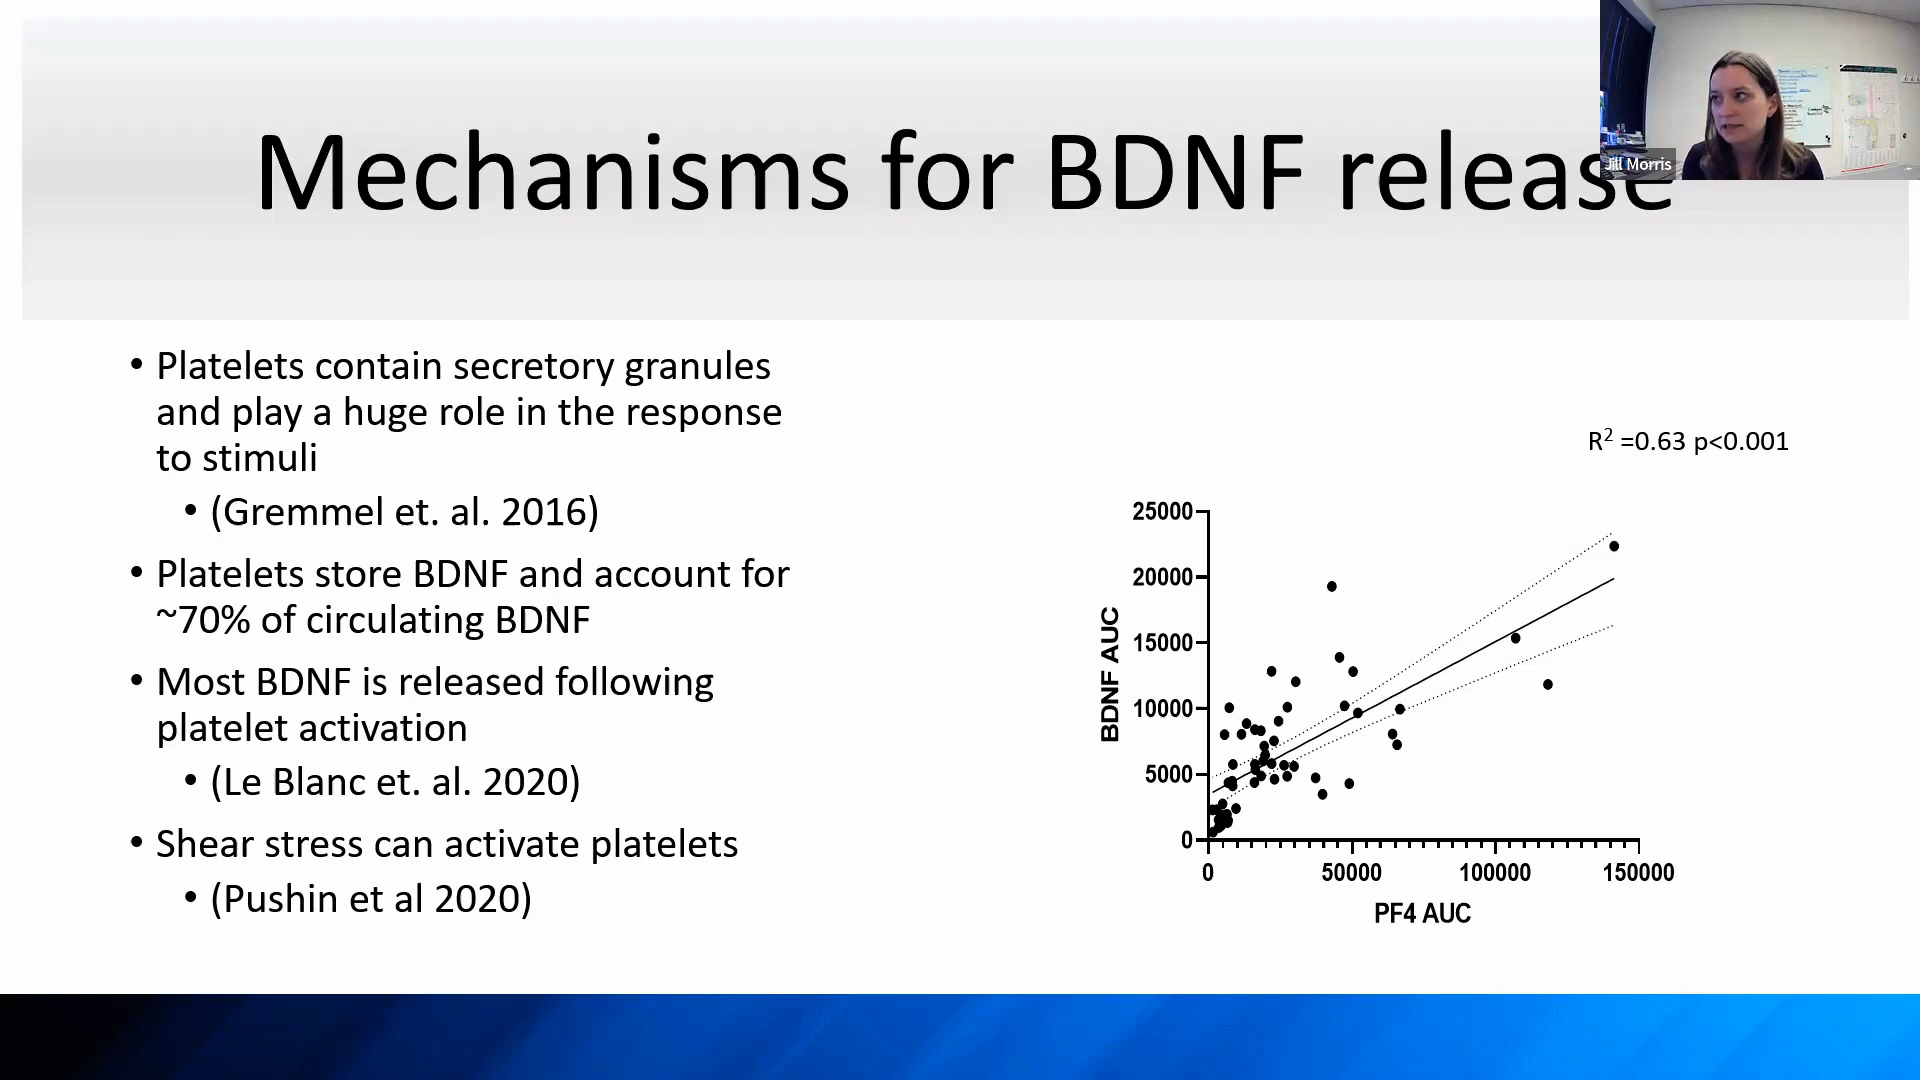 Mechanisms for BDNF release
Jill Morris
• Platelets contain secretory granules
and play a huge role in the response
to stimuli
• (Gremmel et. al. 2016)
• Platelets store BDNF and account for
~70% of circulating BDNF
• Most BDNF is released following
platelet activation
• (Le Blanc et. al. 2020)
• Shear stress can activate platelets
• (Pushin et al 2020)
R² =0.63 p<0.001
25000
20000
15000
10000
5000
0
BDNF AUC
0 50000 100000 150000
PF4 AUC